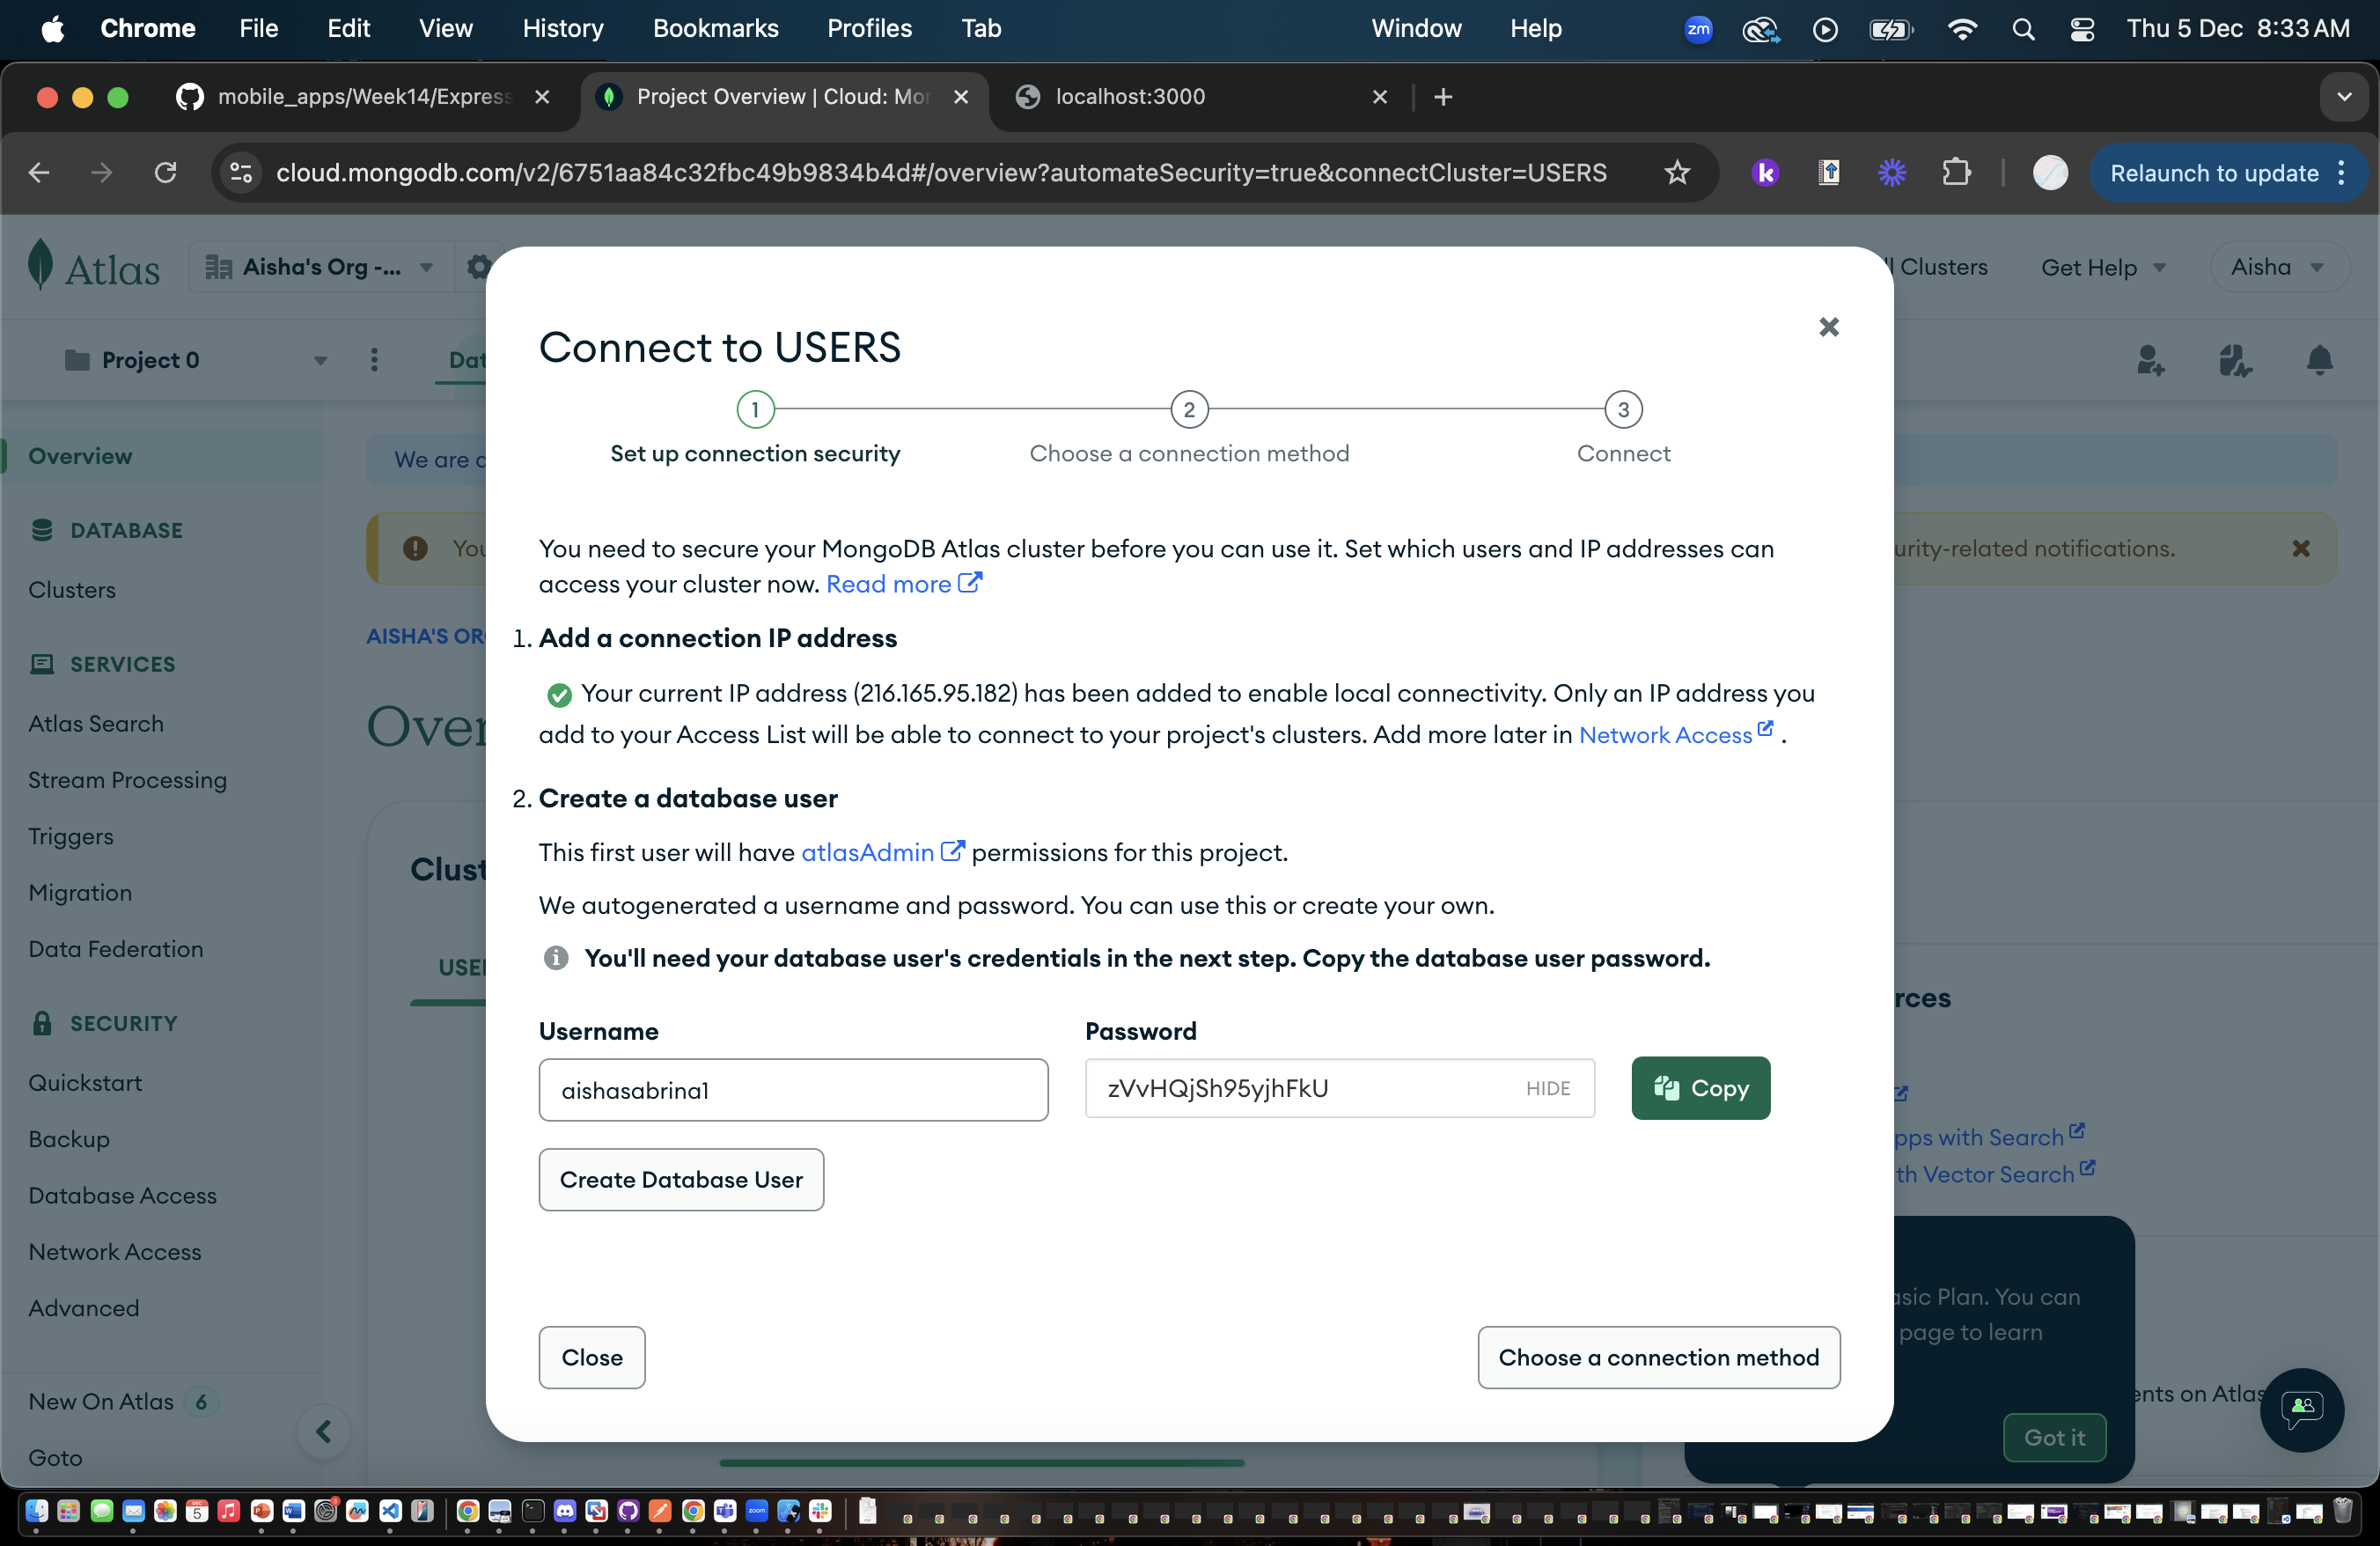 Chrome File Edit View History Bookmarks Profiles Tab Window Help zm Thu 5 Dec 8:33 AM
mobile_apps/Week14/Express Project Overview | Cloud: Mon localhost:3000
cloud.mongodb.com/v2/6751aa84c32fbc49b9834b4d#/overview?automateSecurity=true&connectCluster=USERS
k
Relaunch to update
Atlas
Aisha's Org -...
Clusters
Get Help
Aisha
Project 0
Dat
Overview
DATABASE
Clusters
SERVICES
Atlas Search
Stream Processing
Triggers
Migration
Data Federation
SECURITY
Quickstart
Backup
Database Access
Network Access
Advanced
New On Atlas 6
Goto
We are
You
urity-related notifications.
AISHA'S OR
Over
Clust
USE
Connect to USERS
1 2 3
Set up connection security Choose a connection method Connect
You need to secure your MongoDB Atlas cluster before you can use it. Set which users and IP addresses can
access your cluster now. Read more
1. Add a connection IP address
Your current IP address (216.165.95.182) has been added to enable local connectivity. Only an IP address you
add to your Access List will be able to connect to your project's clusters. Add more later in Network Access .
2. Create a database user
This first user will have atlasAdmin permissions for this project.
We autogenerated a username and password. You can use this or create your own.
You'll need your database user's credentials in the next step. Copy the database user password.
Username Password
aishasabrina1 zVvHQjSh95yjhFkU HIDE Copy
Create Database User
Close Choose a connection method
rces
pps with Search
th Vector Search
asic Plan. You can
page to learn
ents on Atlas
Got it